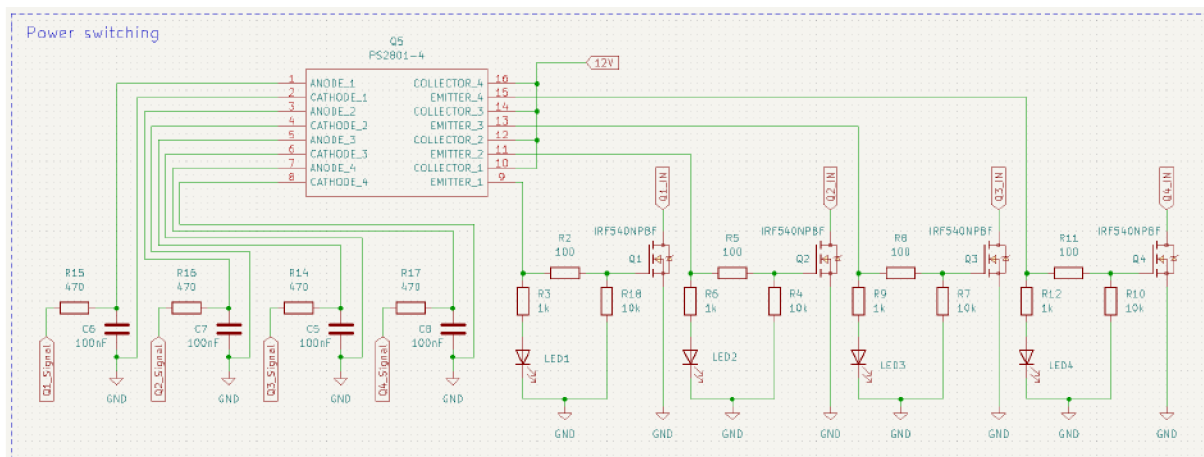 Power switching
Q5
PS2801-4
12V
1 ANODE_1 COLLECTOR_4 16
2 CATHODE_1 EMITTER_4 15
3 ANODE_2 COLLECTOR_3 14
4 CATHODE_2 EMITTER_3 13
5 ANODE_3 COLLECTOR_2 12
6 CATHODE_3 EMITTER_2 11
7 ANODE_4 COLLECTOR_1 10
8 CATHODE_4 EMITTER_1 9
Q1_IN Q2_IN Q3_IN Q4_IN
R2 IRF540NPBF R5 IRF540NPBF R8 IRF540NPBF R11 IRF540NPBF
100 100 100 100
Q1 Q2 Q3 Q4
R15 R16 R14 R17
470 470 470 470
R3 R18 R6 R4 R9 R7 R12 R10
1k 10k 1k 10k 1k 10k 1k 10k
C6 C7 C5 C8
100nF 100nF 100nF 100nF
LED1 LED2 LED3 LED4
Q1_Signal Q2_Signal Q3_Signal Q4_Signal
GND GND GND GND
GND GND GND GND GND GND GND GND